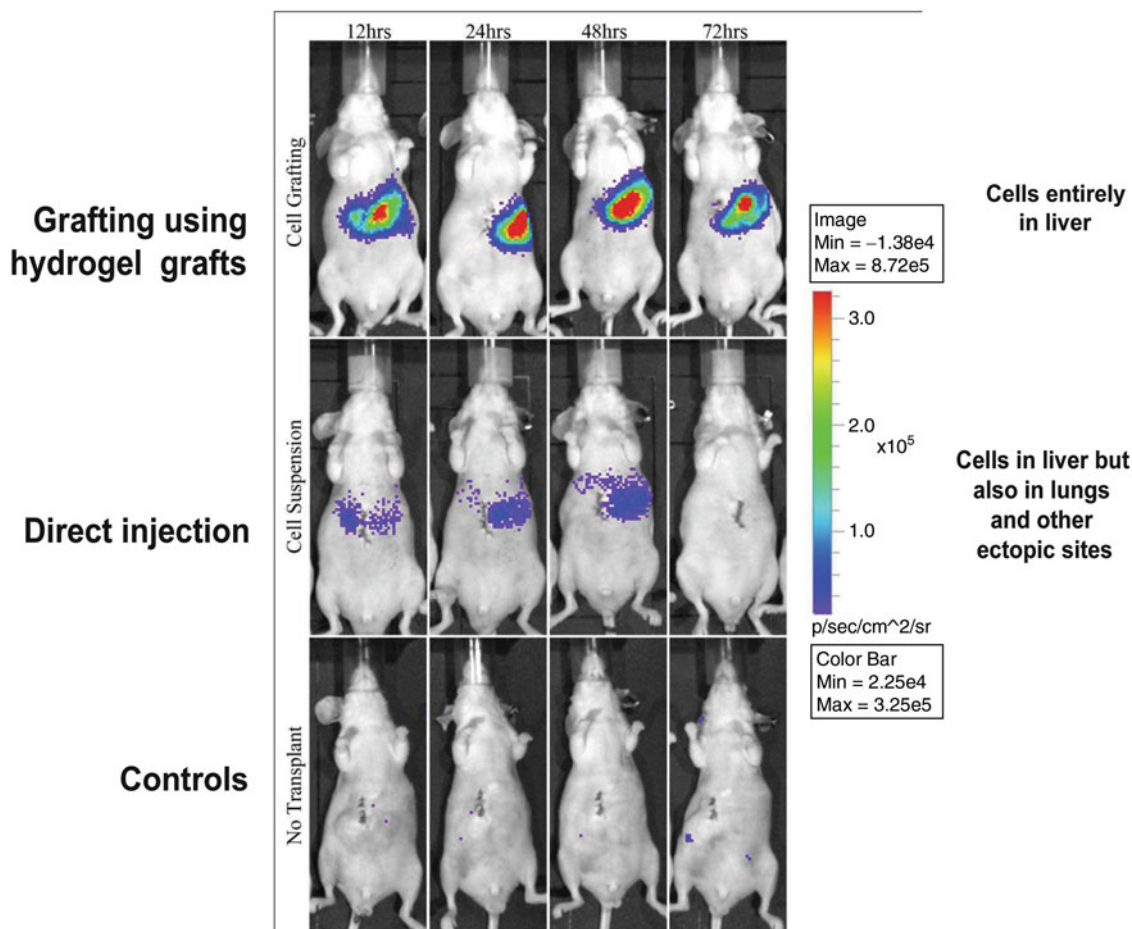 12hrs 24hrs 48hrs 72hrs
Grafting using
hydrogel grafts
Cell Grafting
Image
Min = −1.38e4
Max = 8.72e5
Cells entirely
in liver
3.0
2.0
x10⁵
1.0
p/sec/cm^2/sr
Color Bar
Min = 2.25e4
Max = 3.25e5
Direct injection
Cell Suspension
Cells in liver but
also in lungs
and other
ectopic sites
Controls
No Transplant